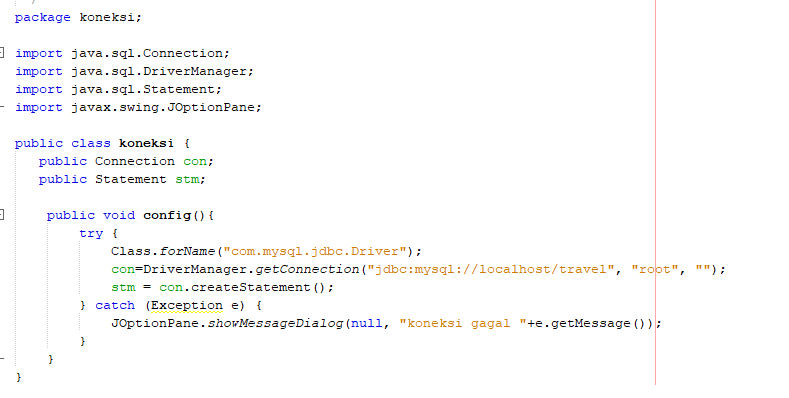 package koneksi;
import java.sql.Connection;
import java.sql.DriverManager;
import java.sql.Statement;
import javax.swing.JOptionPane;
public class koneksi {
public Connection con;
public Statement stm;
public void config(){
try {
Class.forName("com.mysql.jdbc.Driver");
con=DriverManager.getConnection("jdbc:mysql://localhost/travel", "root", "");
stm = con.createStatement();
} catch (Exception e) {
JOptionPane.showMessageDialog(null, "koneksi gagal "+e.getMessage());
}
}
}